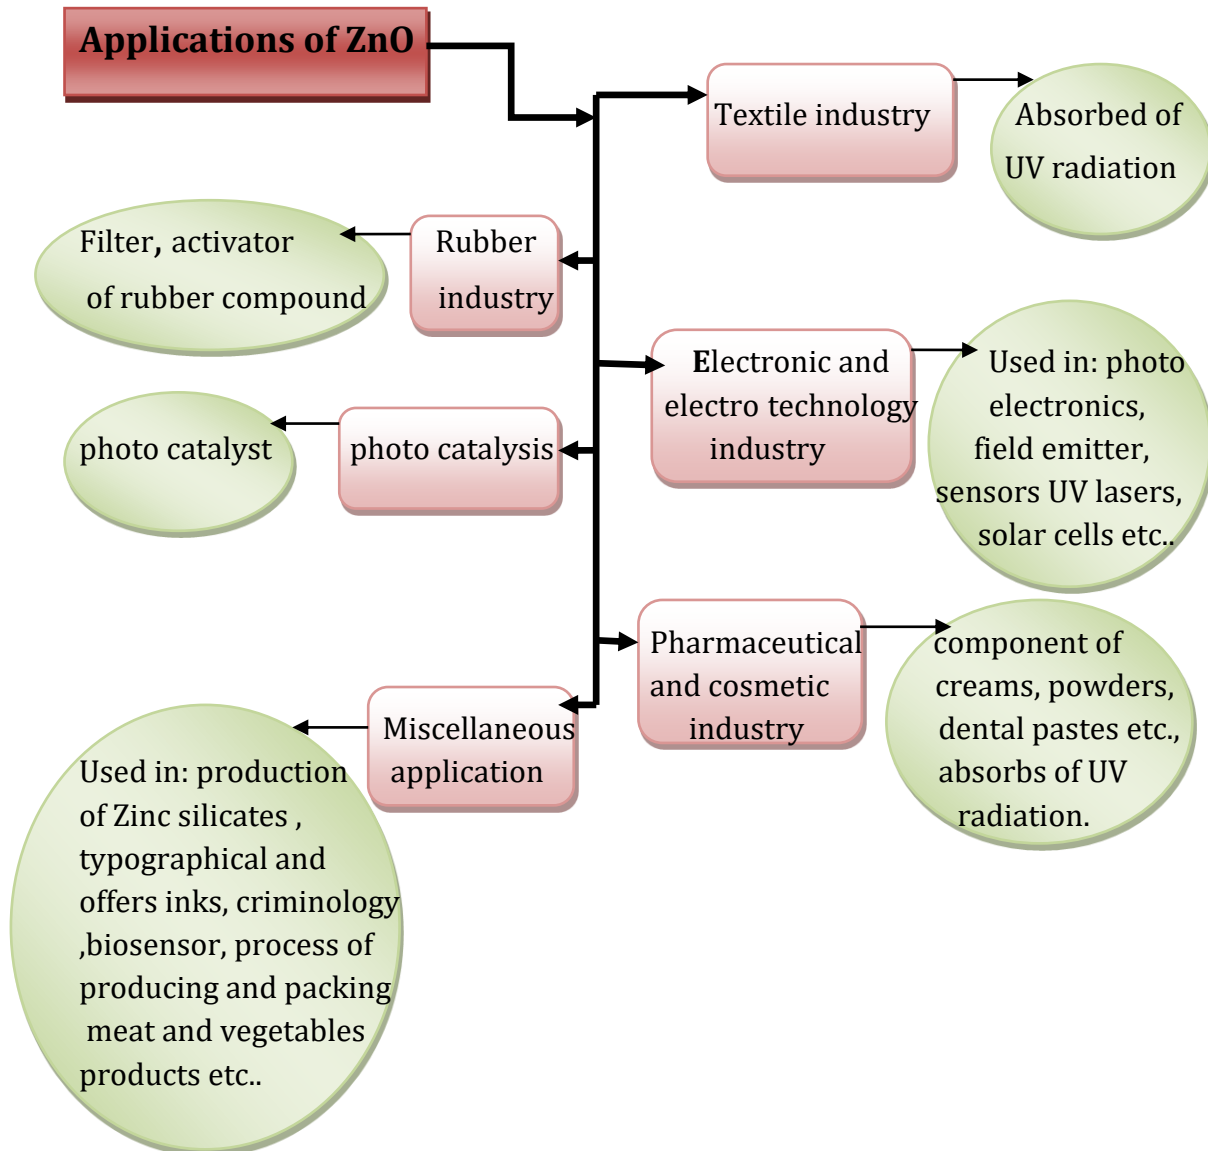 Applications of ZnO
Textile industry
Absorbed of
UV radiation
Rubber
industry
Filter, activator
of rubber compound
Electronic and
electro technology
industry
Used in: photo
electronics,
field emitter,
sensors UV lasers,
solar cells etc..
photo catalysis
photo catalyst
Pharmaceutical
and cosmetic
industry
component of
creams, powders,
dental pastes etc.,
absorbs of UV
radiation.
Miscellaneous
application
Used in: production
of Zinc silicates ,
typographical and
offers inks, criminology
,biosensor, process of
producing and packing
meat and vegetables
products etc..